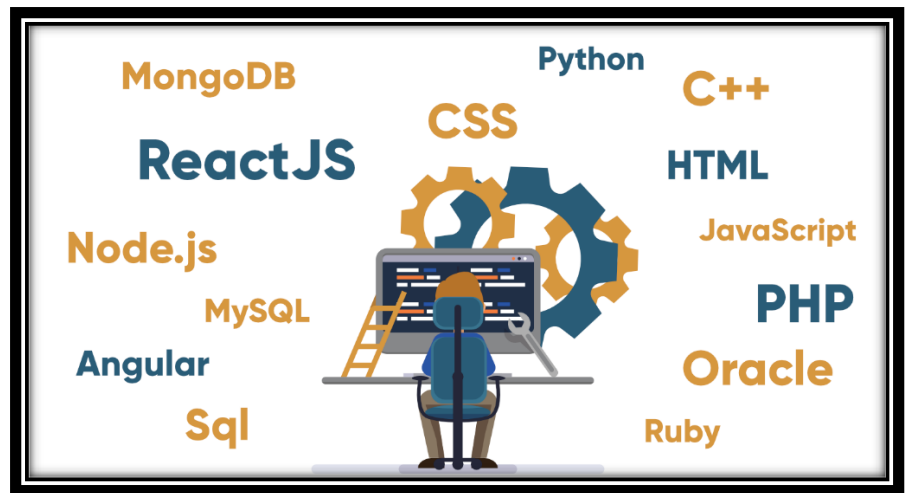 MongoDB
Python
C++
CSS
ReactJS
HTML
Node.js
JavaScript
MySQL
PHP
Angular
Oracle
Sql
Ruby